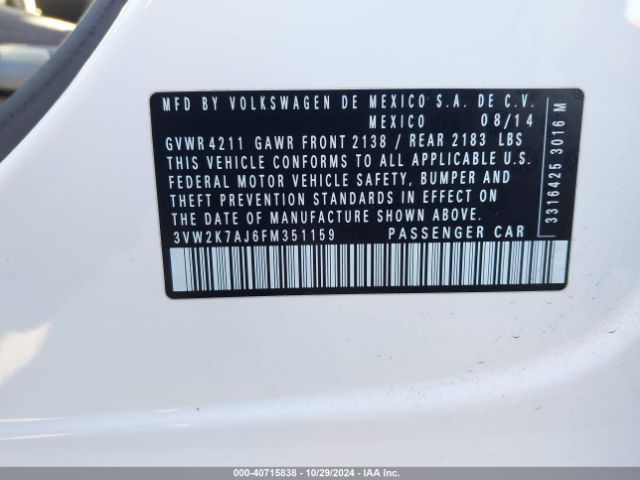 MFD BY VOLKSWAGEN DE MEXICO S.A. DE C.V.
MEXICO 08/14
GVWR 4211 GAWR FRONT 2138 / REAR 2183 LBS
THIS VEHICLE CONFORMS TO ALL APPLICABLE U.S.
FEDERAL MOTOR VEHICLE SAFETY, BUMPER AND
THEFT PREVENTION STANDARDS IN EFFECT ON
THE DATE OF MANUFACTURE SHOWN ABOVE.
3VW2K7AJ6FM351159 PASSENGER CAR
3316425 3016 M
© - 40715838 - 10/29/2024 - IAA Inc.